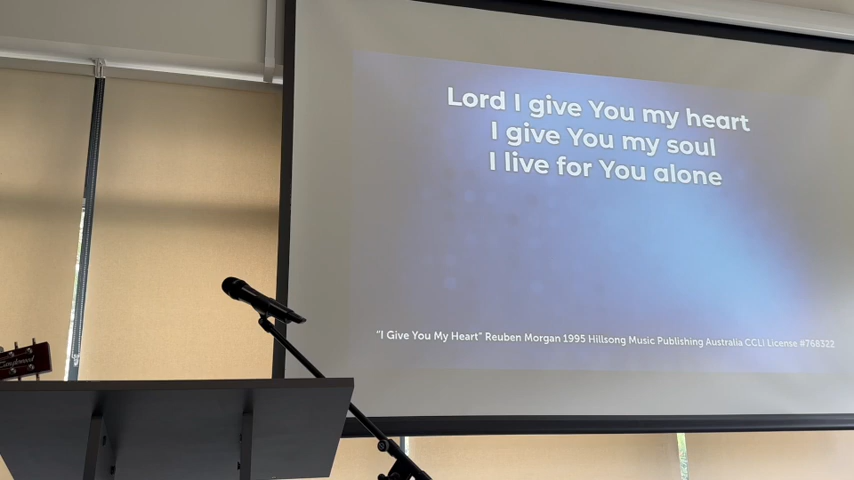 Lord I give You my heart
I give You my soul
I live for You alone
"I Give You My Heart" Reuben Morgan 1995 Hillsong Music Publishing Australia CCLI License #768322